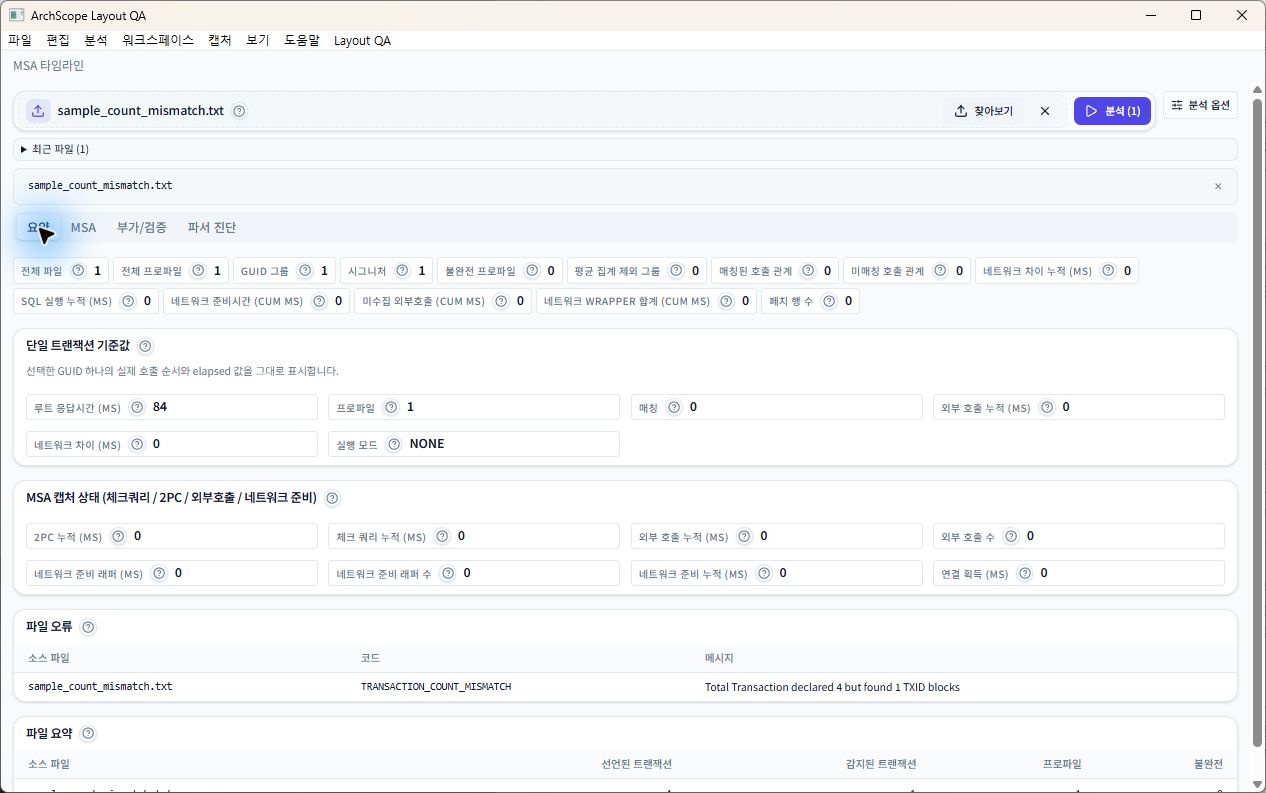 ArchScope Layout QA
파일 편집 분석 워크스페이스 캡처 보기 도움말 Layout QA
MSA 타임라인
sample_count_mismatch.txt 찾아보기 분석 (1) 분석 옵션
최근 파일 (1)
sample_count_mismatch.txt
요약 MSA 부가/검증 파서 진단
전체 파일 1 전체 프로파일 1 GUID 그룹 1 시그니처 1 불완전 프로파일 0 평균 집계 제외 그룹 0 매칭된 호출 관계 0 미매칭 호출 관계 0 네트워크 차이 누적 (MS) 0
SQL 실행 누적 (MS) 0 네트워크 준비시간 (CUM MS) 0 미수집 외부호출 (CUM MS) 0 네트워크 WRAPPER 합계 (CUM MS) 0 페치 행 수 0
단일 트랜잭션 기준값
선택한 GUID 하나의 실제 호출 순서와 elapsed 값을 그대로 표시합니다.
루트 응답시간 (MS) 84 프로파일 1 매칭 0 외부 호출 누적 (MS) 0
네트워크 차이 (MS) 0 실행 모드 NONE
MSA 캡처 상태 (체크쿼리 / 2PC / 외부호출 / 네트워크 준비)
2PC 누적 (MS) 0 체크 쿼리 누적 (MS) 0 외부 호출 누적 (MS) 0 외부 호출 수 0
네트워크 준비 래퍼 (MS) 0 네트워크 준비 래퍼 수 0 네트워크 준비 누적 (MS) 0 연결 획득 (MS) 0
파일 오류
소스 파일 코드 메시지
sample_count_mismatch.txt TRANSACTION_COUNT_MISMATCH Total Transaction declared 4 but found 1 TXID blocks
파일 요약
소스 파일 선언된 트랜잭션 감지된 트랜잭션 프로파일 불완전